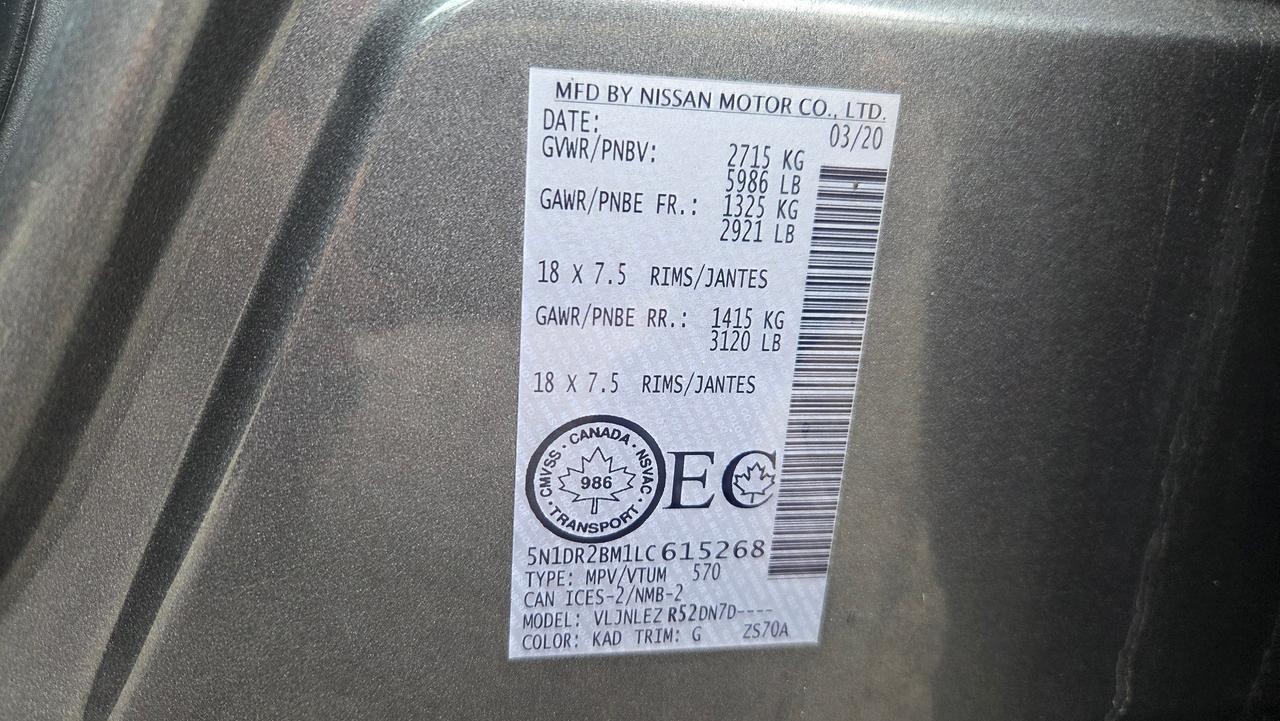 MFD BY NISSAN MOTOR CO., LTD.
DATE: 03/20
GVWR/PNBV: 2715 KG
5986 LB
GAWR/PNBE FR.: 1325 KG
2921 LB
18 X 7.5 RIMS/JANTES
GAWR/PNBE RR.: 1415 KG
3120 LB
18 X 7.5 RIMS/JANTES
CANADA · NSVAC · TRANSPORT · CMVSS ·
986
EC
5N1DR2BM1LC615268
TYPE: MPV/VTUM 570
CAN ICES-2/NMB-2
MODEL: VLJNLEZ R52DN7D----
COLOR: KAD TRIM: G ZS70A